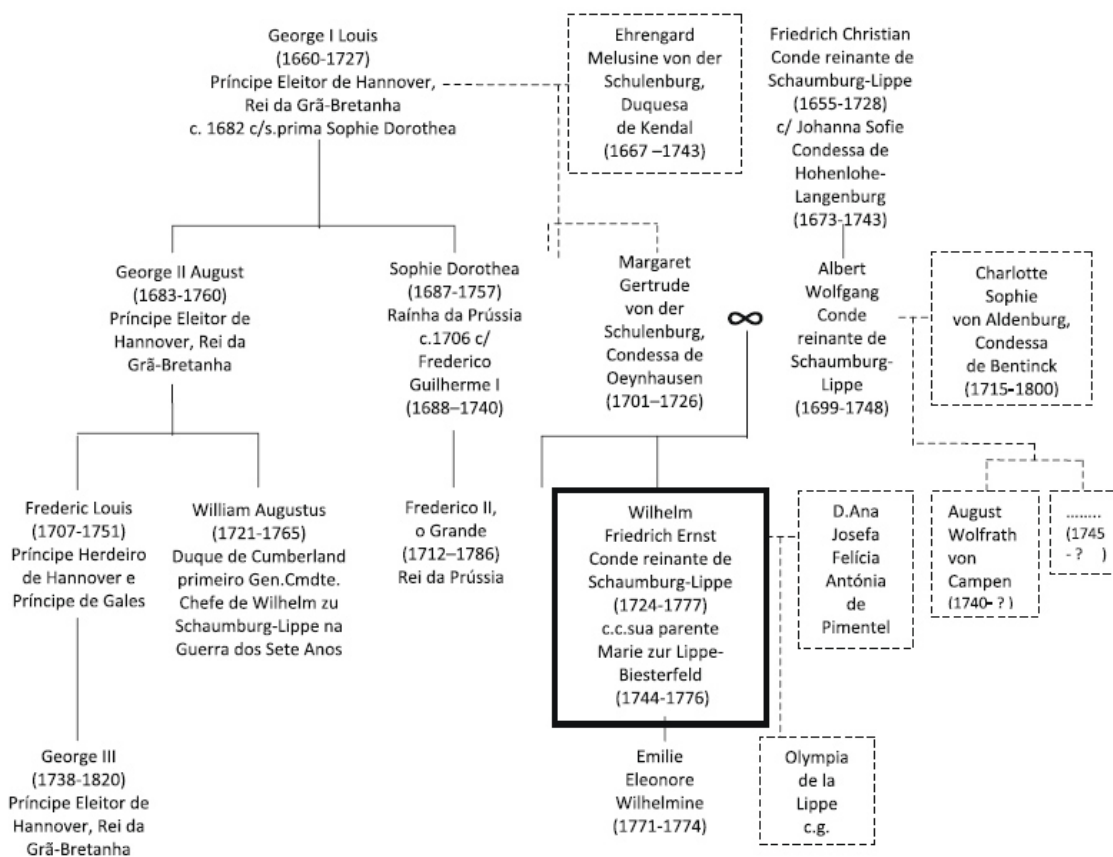 George I Louis
(1660-1727)
Príncipe Eleitor de Hannover,
Rei da Grã-Bretanha
c. 1682 c/s.prima Sophie Dorothea
Ehrengard
Melusine von der
Schulenburg,
Duquesa
de Kendal
(1667 –1743)
Friedrich Christian
Conde reinante de
Schaumburg-Lippe
(1655-1728)
c/ Johanna Sofie
Condessa de
Hohenlohe-
Langenburg
(1673-1743)
George II August
(1683-1760)
Príncipe Eleitor de
Hannover, Rei da
Grã-Bretanha
Sophie Dorothea
(1687-1757)
Raínha da Prússia
c.1706 c/
Frederico
Guilherme I
(1688–1740)
Margaret
Gertrude
von der
Schulenburg,
Condessa de
Oeynhausen
(1701–1726)
∞
Albert
Wolfgang
Conde
reinante de
Schaumburg-
Lippe
(1699-1748)
Charlotte
Sophie
von Aldenburg,
Condessa
de Bentinck
(1715-1800)
Frederic Louis
(1707-1751)
Príncipe Herdeiro
de Hannover e
Príncipe de Gales
William Augustus
(1721-1765)
Duque de Cumberland
primeiro Gen.Cmdte.
Chefe de Wilhelm zu
Schaumburg-Lippe na
Guerra dos Sete Anos
Frederico II,
o Grande
(1712–1786)
Rei da Prússia
Wilhelm
Friedrich Ernst
Conde reinante de
Schaumburg-Lippe
(1724-1777)
c.c.sua parente
Marie zur Lippe-
Biesterfeld
(1744-1776)
D.Ana
Josefa
Felícia
Antónia
de
Pimentel
August
Wolfrath
von
Campen
(1740- ?)
........
(1745
- ? )
George III
(1738-1820)
Príncipe Eleitor de
Hannover, Rei da
Grã-Bretanha
Emilie
Eleonore
Wilhelmine
(1771-1774)
Olympia
de la
Lippe
c.g.